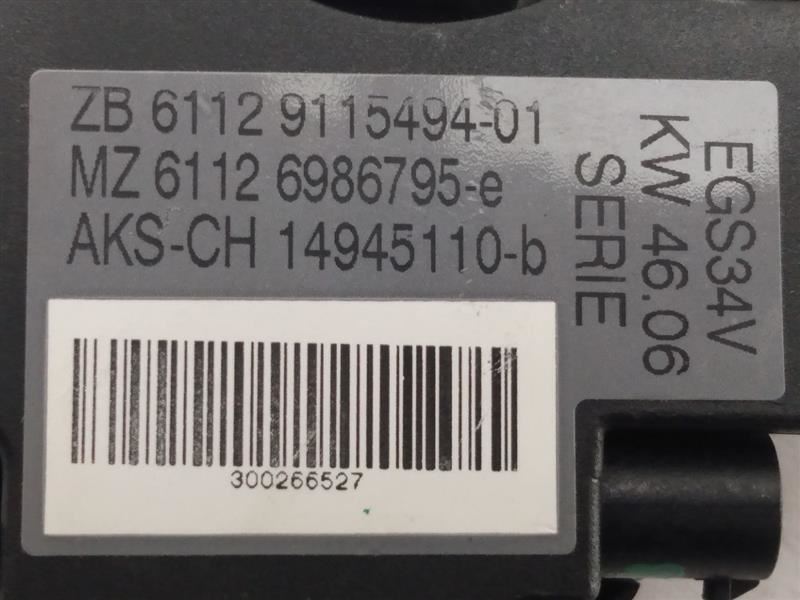 ZB 6112 9115494-01
MZ 6112 6986795-e
AKS-CH 14945110-b
EGS34V
KW 46.06
SERIE
300266527